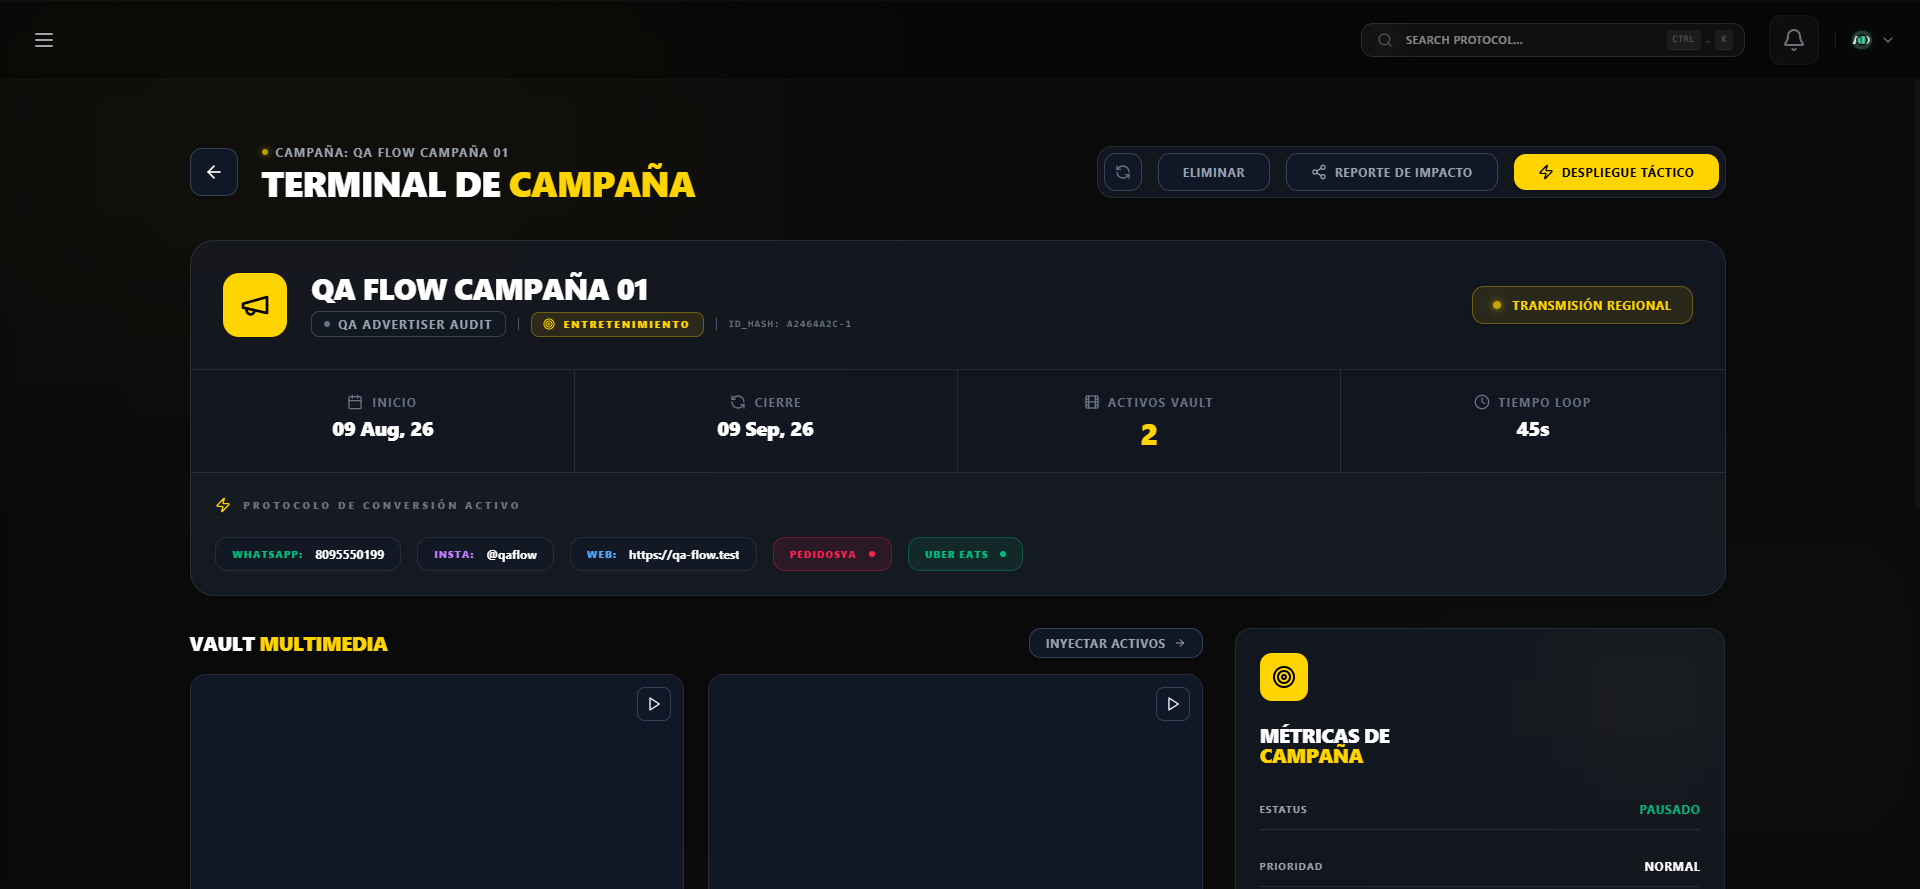 SEARCH PROTOCOL...
CTRL + K
CAMPAÑA: QA FLOW CAMPAÑA 01
TERMINAL DE CAMPAÑA
ELIMINAR
REPORTE DE IMPACTO
DESPLIEGUE TÁCTICO
QA FLOW CAMPAÑA 01
QA ADVERTISER AUDIT
ENTRETENIMIENTO
ID_HASH: A2464A2C-1
TRANSMISIÓN REGIONAL
INICIO
09 Aug, 26
CIERRE
09 Sep, 26
ACTIVOS VAULT
2
TIEMPO LOOP
45s
PROTOCOLO DE CONVERSIÓN ACTIVO
WHATSAPP: 8095550199
INSTA: @qaflow
WEB: https://qa-flow.test
PEDIDOSYA
UBER EATS
VAULT MULTIMEDIA
INYECTAR ACTIVOS
MÉTRICAS DE
CAMPAÑA
ESTATUS
PAUSADO
PRIORIDAD
NORMAL